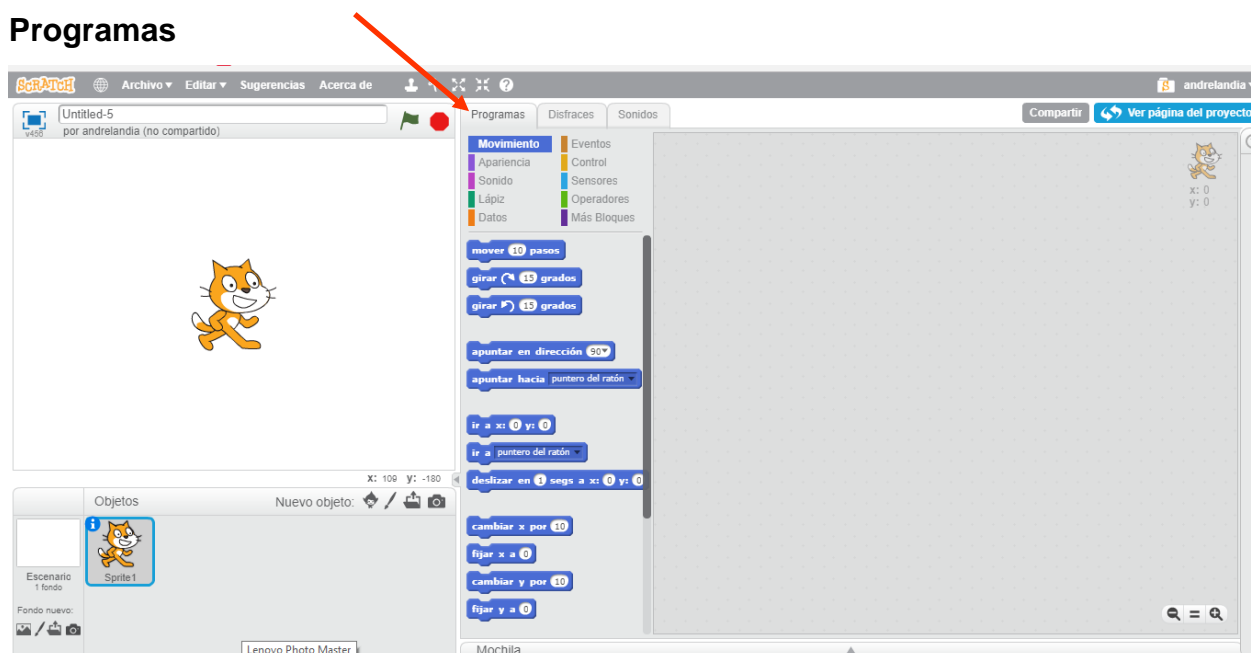 Programas
SCRATCH Archivo Editar Sugerencias Acerca de andrelandia
v456 Untitled-5
por andrelandia (no compartido)
Programas Disfraces Sonidos
Compartir Ver página del proyecto
Movimiento Eventos
Apariencia Control
Sonido Sensores
Lápiz Operadores
Datos Más Bloques
x: 0
y: 0
mover 10 pasos
girar 15 grados
girar 15 grados
apuntar en dirección 90
apuntar hacia puntero del ratón
ir a x: 0 y: 0
ir a puntero del ratón
deslizar en 1 segs a x: 0 y: 0
cambiar x por 10
fijar x a 0
cambiar y por 10
fijar y a 0
X: 109 y: -180
Objetos Nuevo objeto:
Escenario
1 fondo
Fondo nuevo:
Sprite1
Lenovo Photo Master
Mochila